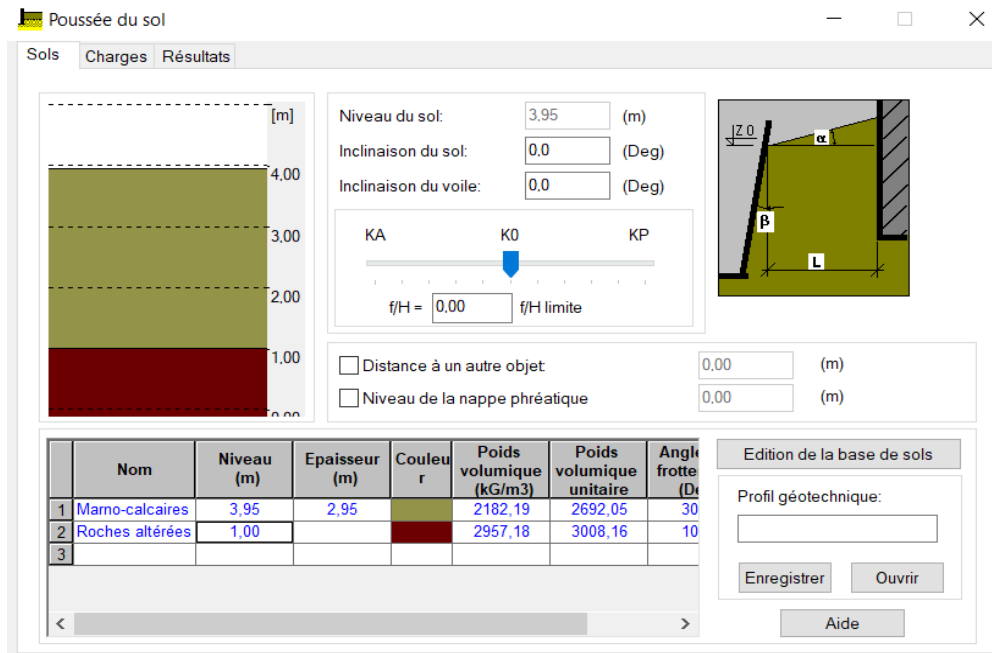 Poussée du sol
Sols Charges Résultats
[m]
4,00
3,00
2,00
1,00
0,00
Niveau du sol: 3,95 (m)
Inclinaison du sol: 0,0 (Deg)
Inclinaison du voile: 0,0 (Deg)
KA K0 KP
f/H = 0,00 f/H limite
Z 0
α
β
L
Distance à un autre objet: 0,00 (m)
Niveau de la nappe phréatique 0,00 (m)
Nom Niveau (m) Epaisseur (m) Couleur Poids volumique (kG/m3) Poids volumique unitaire Angle frotte (De
1 Marno-calcaires 3,95 2,95 2182,19 2692,05 30
2 Roches altérées 1,00 2957,18 3008,16 10
3
Edition de la base de sols
Profil géotechnique:
Enregistrer Ouvrir
Aide